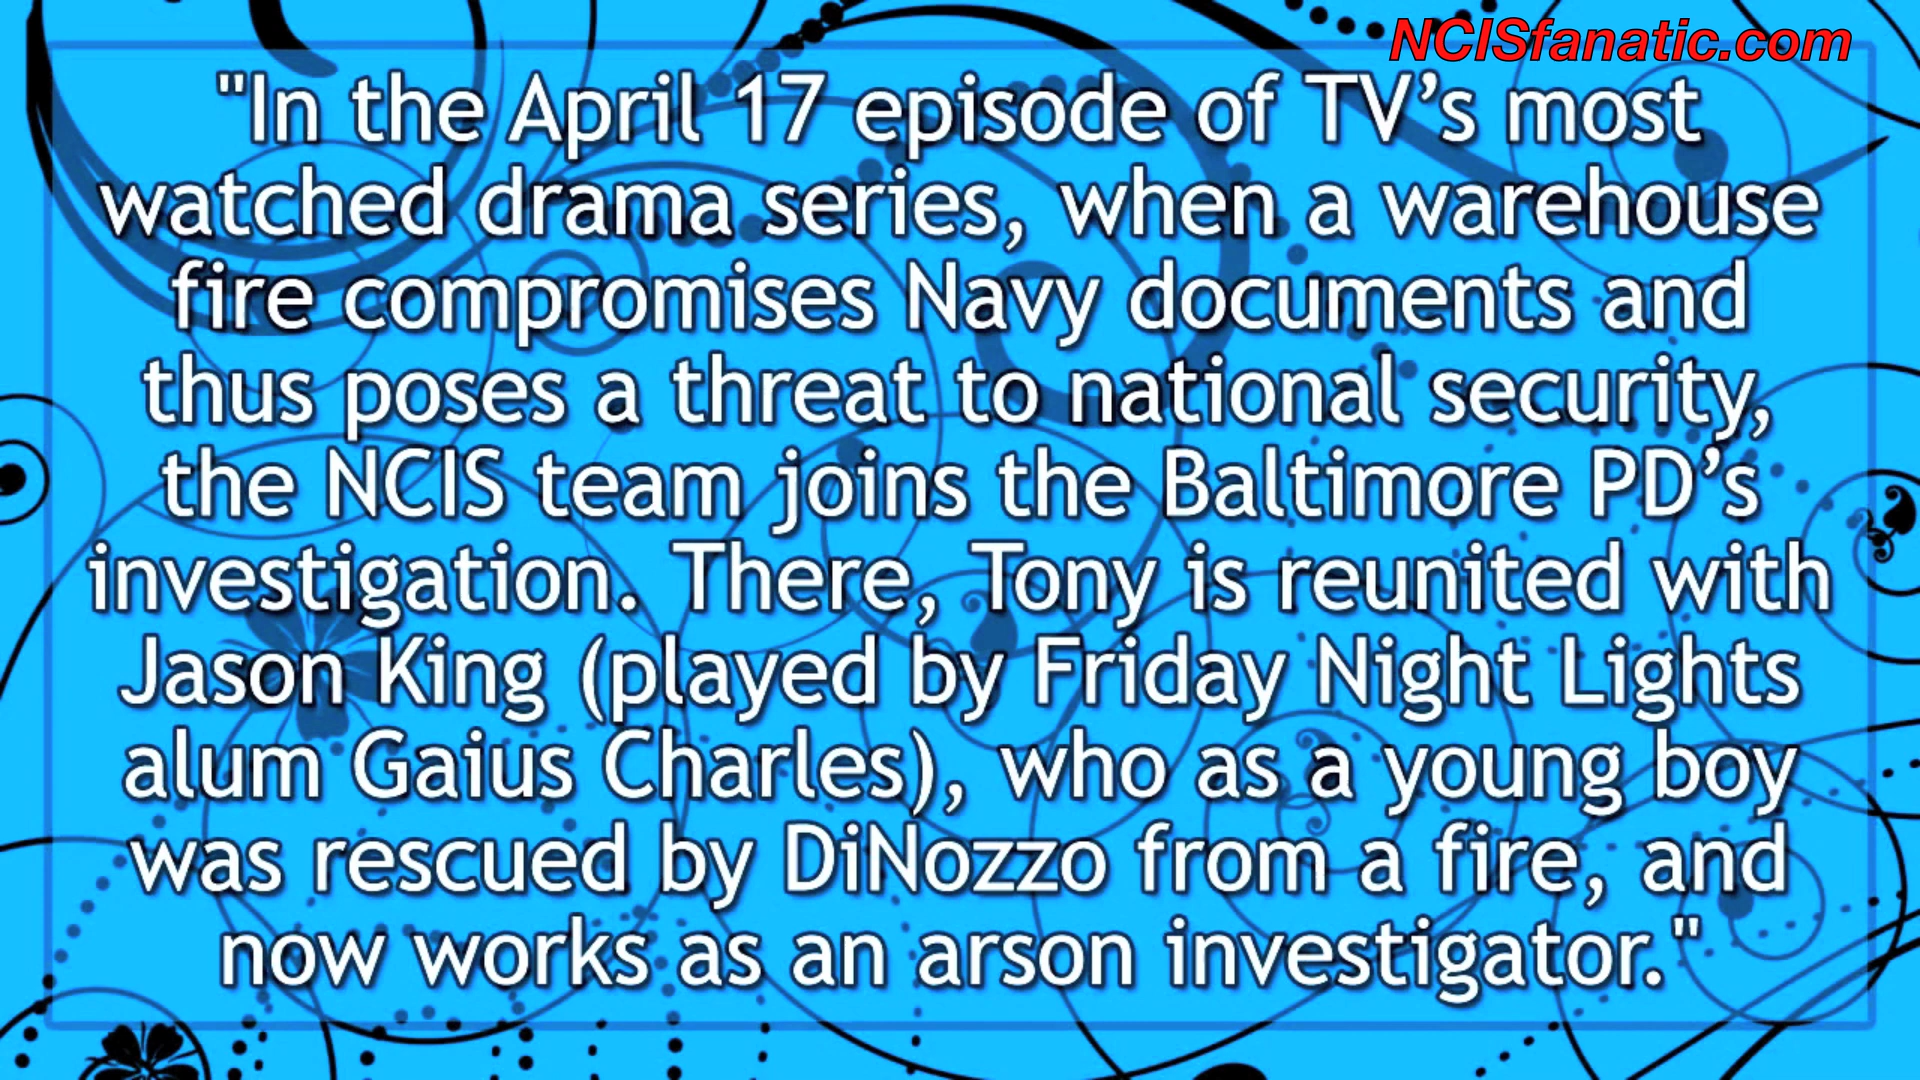 NCISfanatic.com
"In the April 17 episode of TV’s most
watched drama series, when a warehouse
fire compromises Navy documents and
thus poses a threat to national security,
the NCIS team joins the Baltimore PD’s
investigation. There, Tony is reunited with
Jason King (played by Friday Night Lights
alum Gaius Charles), who as a young boy
was rescued by DiNozzo from a fire, and
now works as an arson investigator."